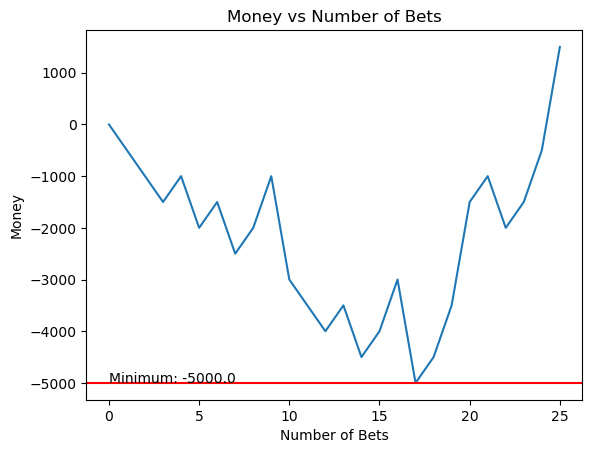 Money vs Number of Bets
Money
1000
0
−1000
−2000
−3000
−4000
−5000
Minimum: -5000.0
0 5 10 15 20 25
Number of Bets